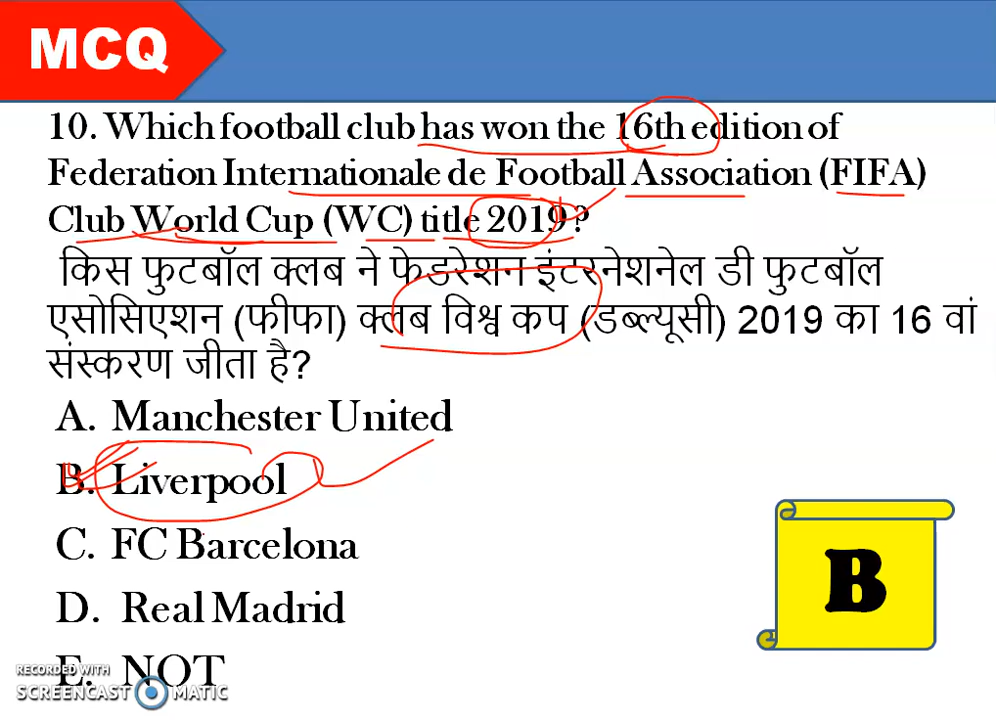 MCQ
10. Which football club has won the 16th edition of
Federation Internationale de Football Association (FIFA)
Club World Cup (WC) title 2019?
किस फुटबॉल क्लब ने फेडरेशन इंटरनेशनेल डी फुटबॉल
एसोसिएशन (फीफा) क्लब विश्व कप (डब्ल्यूसी) 2019 का 16 वां
संस्करण जीता है?
A. Manchester United
B. Liverpool
C. FC Barcelona
D. Real Madrid
B
E. NOT
RECORDED WITH
SCREENCAST MATIC